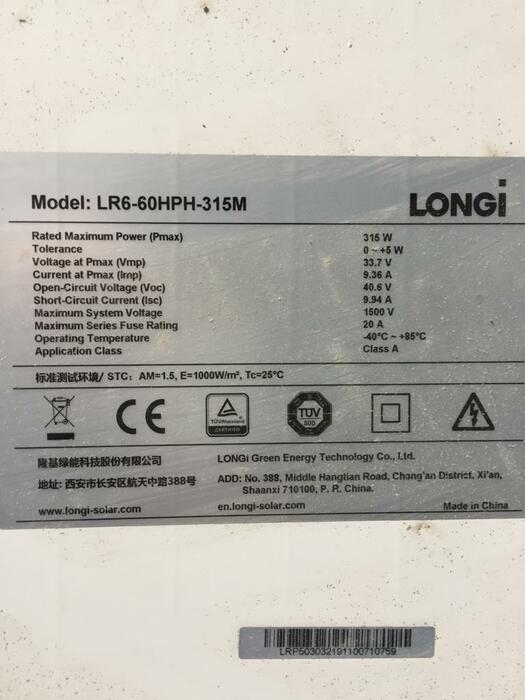 Model: LR6-60HPH-315M LONGi
Rated Maximum Power (Pmax) 315 W
Tolerance 0 ~ +5 W
Voltage at Pmax (Vmp) 33.7 V
Current at Pmax (Imp) 9.36 A
Open-Circuit Voltage (Voc) 40.6 V
Short-Circuit Current (Isc) 9.94 A
Maximum System Voltage 1500 V
Maximum Series Fuse Rating 20 A
Operating Temperature -40°C ~ +85°C
Application Class Class A
标准测试环境/ STC: AM=1.5, E=1000W/m², Tc=25°C
CE
TÜVRheinland
CERTIFIED
TÜV
SÜD
隆基绿能科技股份有限公司
地址: 西安市长安区航天中路388号
www.longi-solar.com
LONGi Green Energy Technology Co., Ltd.
ADD: No. 388, Middle Hangtian Road, Chang'an District, Xi'an,
Shaanxi 710100, P. R. China.
en.longi-solar.com
Made in China
LRP503032191100710759